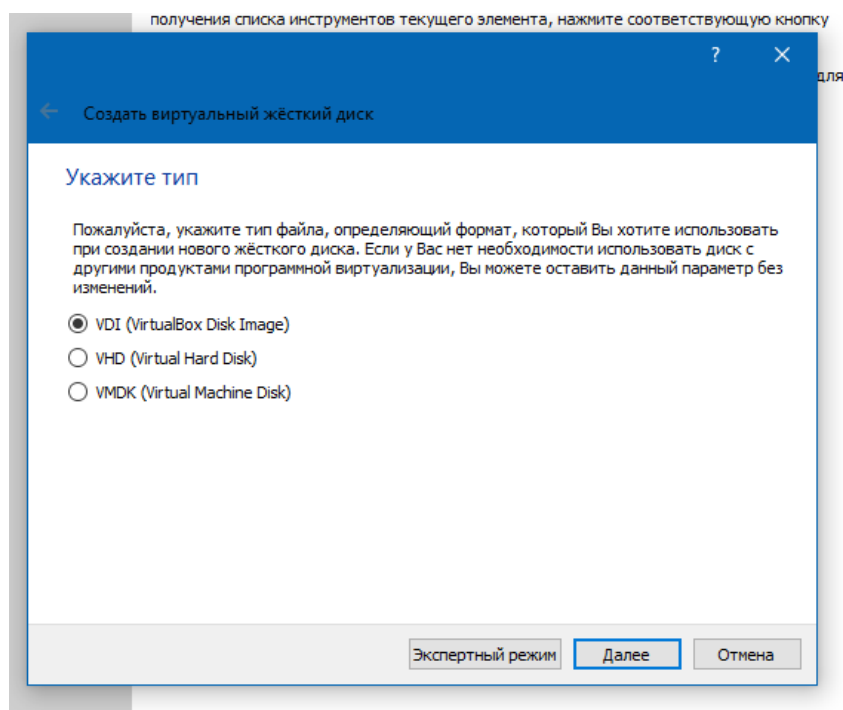 получения списка инструментов текущего элемента, нажмите соответствующую кнопку
?
для
Создать виртуальный жёсткий диск
Укажите тип
Пожалуйста, укажите тип файла, определяющий формат, который Вы хотите использовать
при создании нового жёсткого диска. Если у Вас нет необходимости использовать диск с
другими продуктами программной виртуализации, Вы можете оставить данный параметр без
изменений.
VDI (VirtualBox Disk Image)
VHD (Virtual Hard Disk)
VMDK (Virtual Machine Disk)
Экспертный режим Далее Отмена